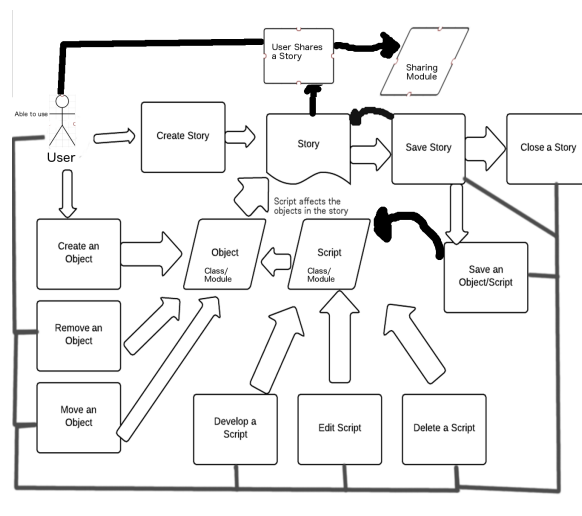 User Shares
a Story
Sharing
Module
Able to use
User
Create Story
Story
Save Story
Close a Story
Script affects the
objects in the story
Create an
Object
Object
Class/
Module
Script
Class/
Module
Save an
Object/Script
Remove an
Object
Move an
Object
Develop a
Script
Edit Script
Delete a Script